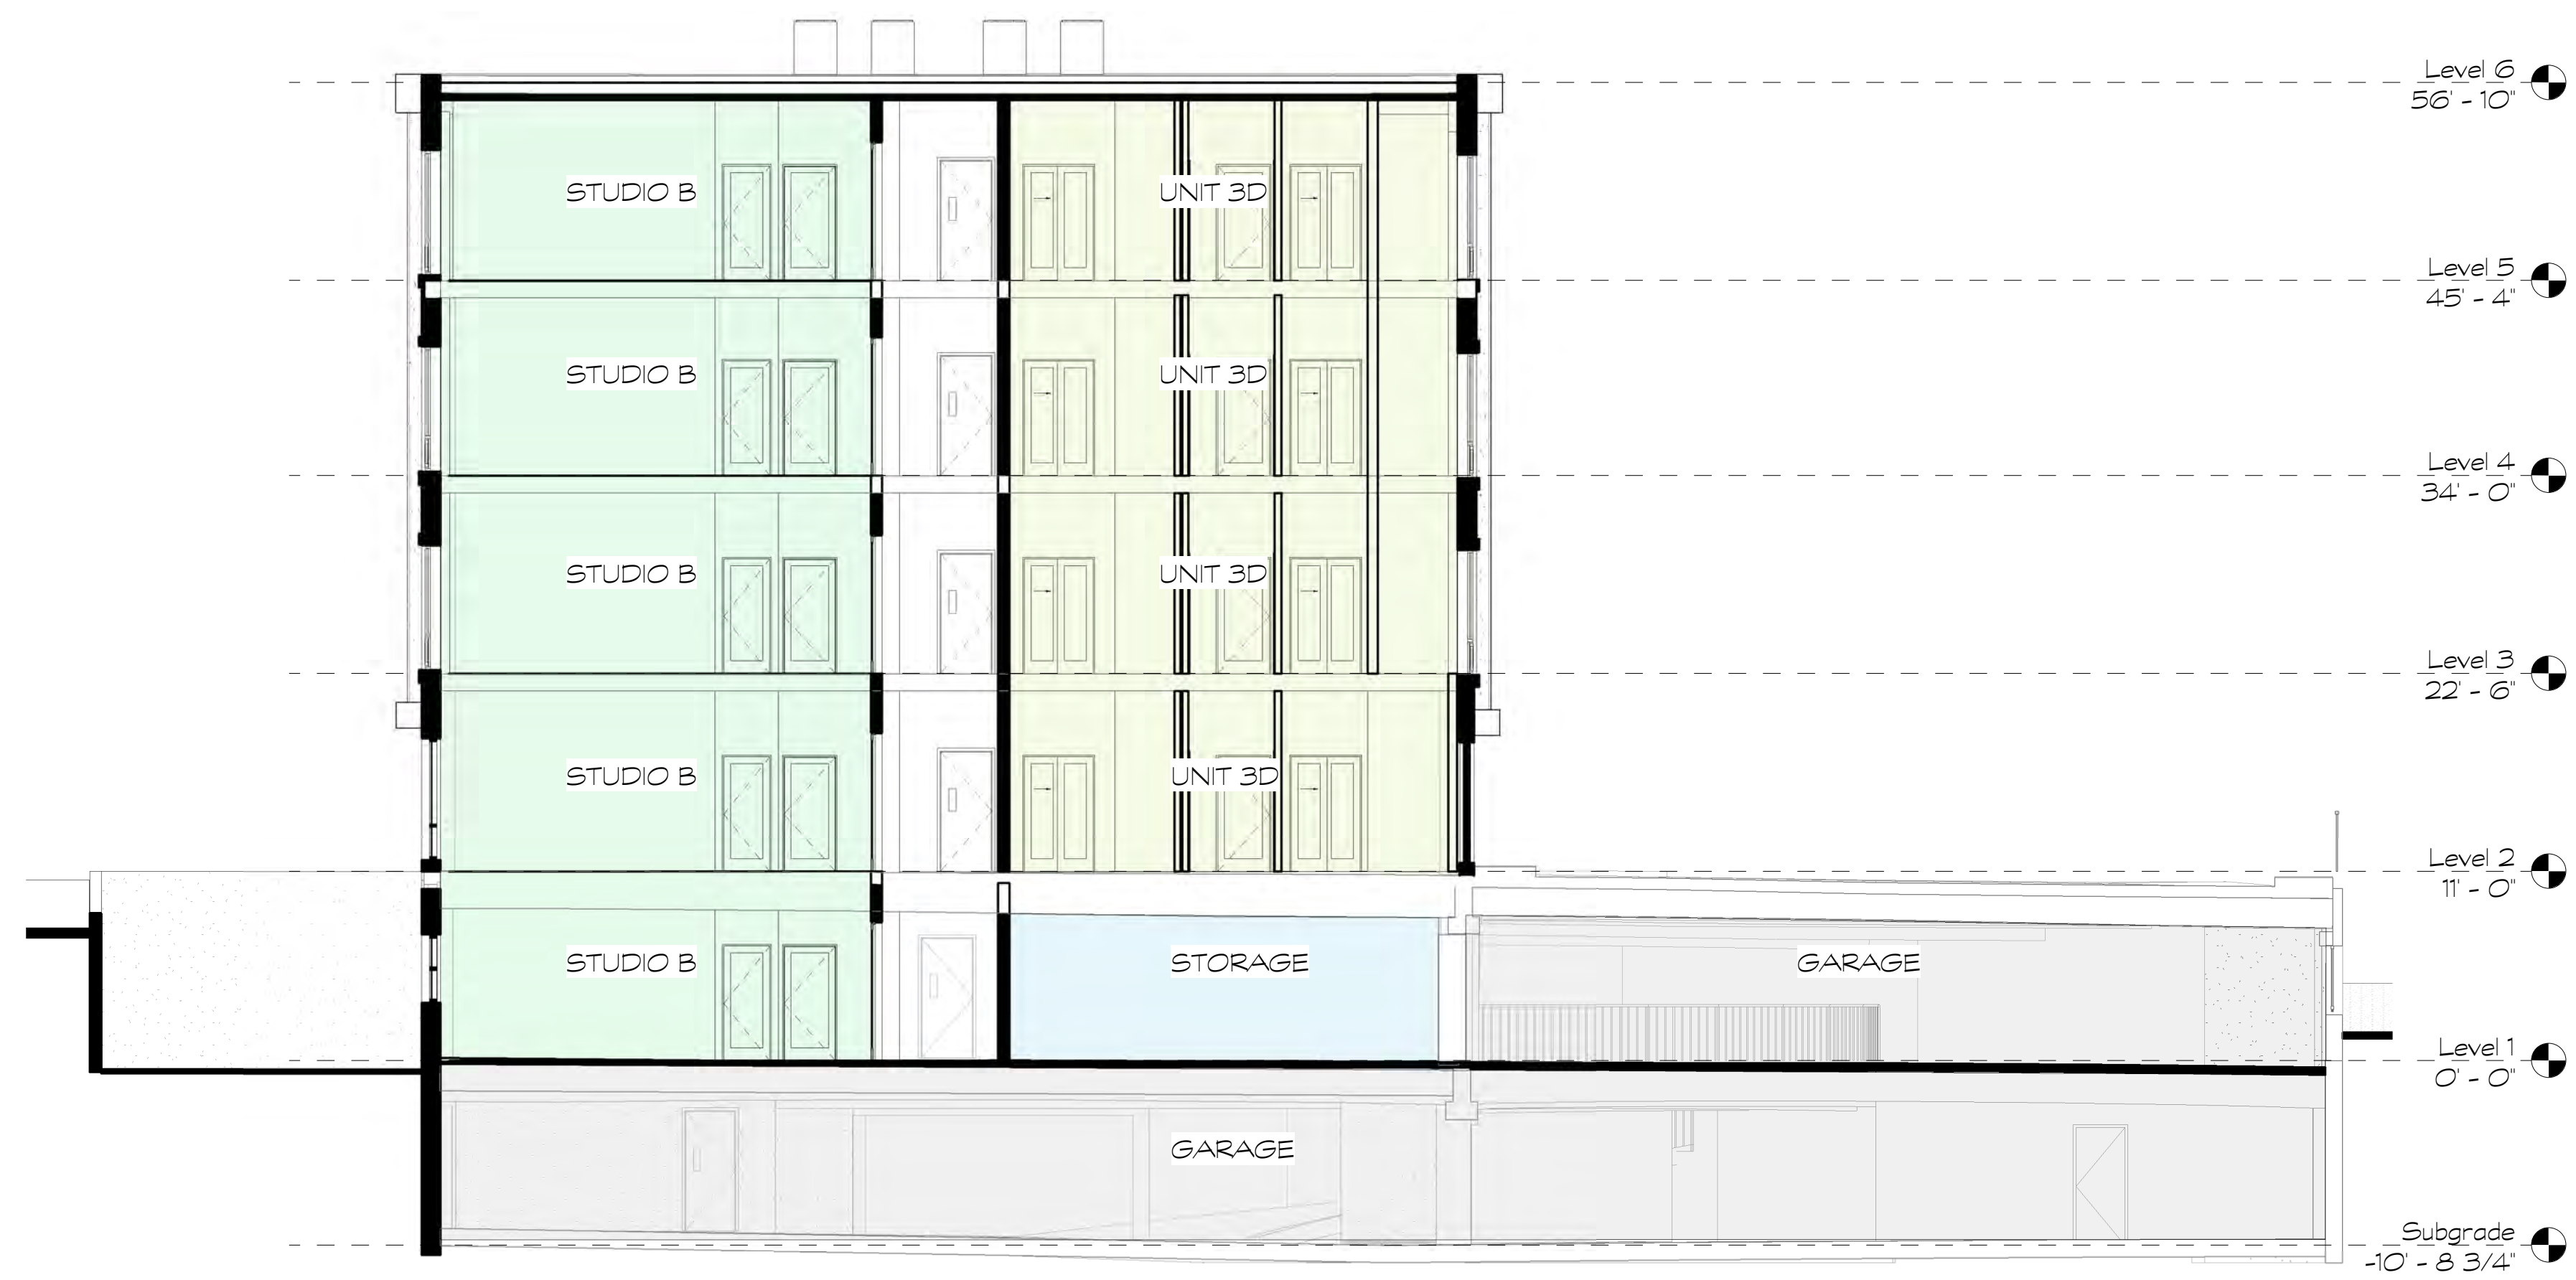 Level 6
56' - 10"
STUDIO B
UNIT 3D
Level 5
45' - 4"
STUDIO B
UNIT 3D
Level 4
34' - 0"
STUDIO B
UNIT 3D
Level 3
22' - 6"
STUDIO B
UNIT 3D
Level 2
11' - 0"
STUDIO B
STORAGE
GARAGE
Level 1
0' - 0"
GARAGE
Subgrade
-10' - 8 3/4"